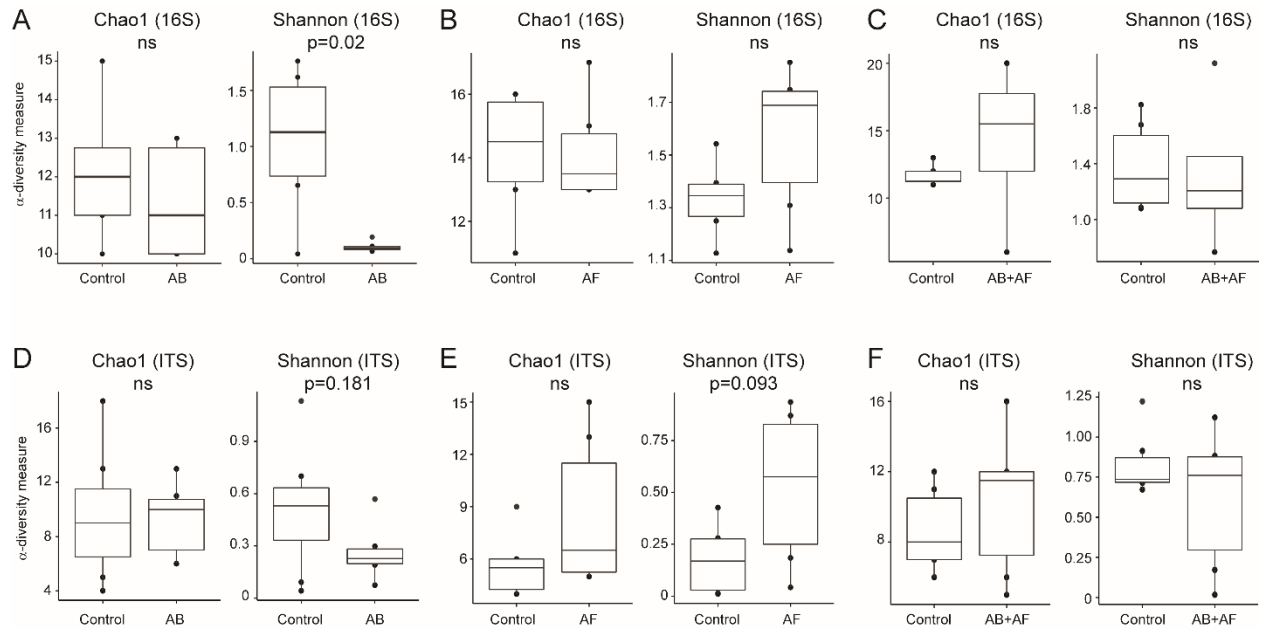 A Chao1 (16S) Shannon (16S) B Chao1 (16S) Shannon (16S) C Chao1 (16S) Shannon (16S)
ns p=0.02 ns ns ns ns
α-diversity measure
15
14
13
12
11
10
Control AB
1.5
1.0
0.5
0
Control AB
16
14
12
Control AF
1.7
1.5
1.3
1.1
Control AF
20
15
10
Control AB+AF
1.8
1.4
1.0
Control AB+AF
D Chao1 (ITS) Shannon (ITS) E Chao1 (ITS) Shannon (ITS) F Chao1 (ITS) Shannon (ITS)
ns p=0.181 ns p=0.093 ns ns
α-diversity measure
16
12
8
4
Control AB
0.9
0.6
0.3
0
Control AB
15
12
9
6
Control AF
0.75
0.50
0.25
0
Control AF
16
12
8
Control AB+AF
1.25
1.00
0.75
0.50
0.25
0
Control AB+AF